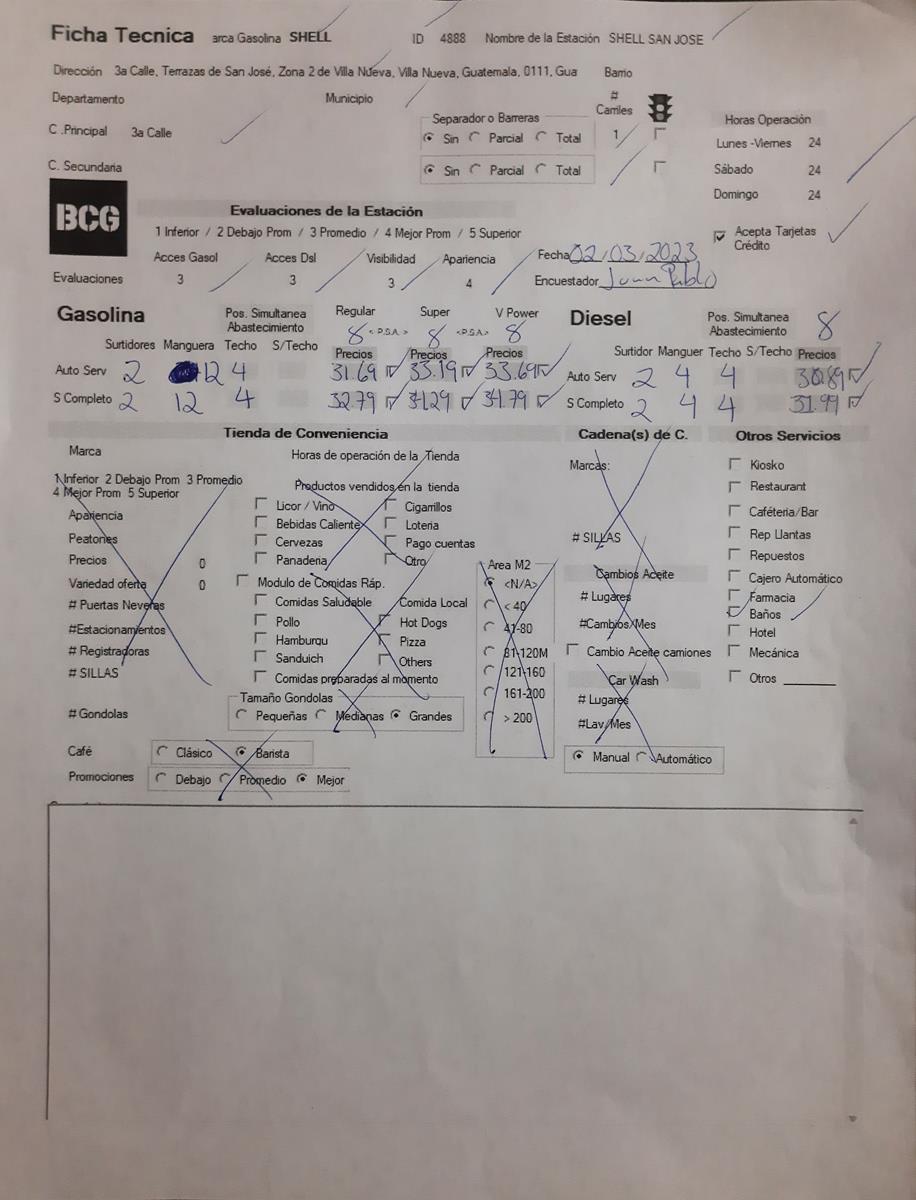 Ficha Tecnica arca Gasolina SHELL ID 4888 Nombre de la Estación SHELL SAN JOSE
Dirección 3a Calle, Terrazas de San José, Zona 2 de Villa Nueva, Villa Nueva, Guatemala, 0111, Gua Barrio
Departamento Municipio # Carriles
Separador o Barreras
C .Principal 3a Calle Sin Parcial Total 1
C. Secundaria Sin Parcial Total
Horas Operación
Lunes -Viernes 24
Sábado 24
Domingo 24
BCG
Evaluaciones de la Estación
1 Inferior / 2 Debajo Prom / 3 Promedio / 4 Mejor Prom / 5 Superior
Acepta Tarjetas Crédito
Acces Gasol Acces Dsl Visibilidad Apariencia
Evaluaciones 3 3 3 4
Fecha 02/03/2023
Encuestador Juan Pablo
Gasolina Pos. Simultanea Abastecimiento Regular Super V Power
8 <P.S.A.> 8 <P.S.A.> 8
Surtidores Manguera Techo S/Techo Precios Precios Precios
Auto Serv 2 12 4 31.69 33.19 33.69
S Completo 2 12 4 32.79 34.29 34.79
Diesel Pos. Simultanea Abastecimiento 8
Surtidor Manguer Techo S/Techo Precios
Auto Serv 2 4 4 30.89
S Completo 2 4 4 31.99
Tienda de Conveniencia
Marca Horas de operación de la Tienda
1 Inferior 2 Debajo Prom 3 Promedio
4 Mejor Prom 5 Superior
Productos vendidos en la tienda
Apariencia
Peatones
Precios 0
Variedad oferta 0
# Puertas Neveras
#Estacionamientos
# Registradoras
# SILLAS
# Gondolas
Licor / Vino Cigarrillos
Bebidas Caliente Loteria
Cervezas Pago cuentas
Panaderia Otro
Modulo de Comidas Ráp.
Comidas Saludable Comida Local
Pollo Hot Dogs
Hamburqu Pizza
Sanduich Others
Comidas preparadas al momento
Tamaño Gondolas
Pequeñas Medianas Grandes
Area M2
<N/A>
< 40
41-80
81-120M
121-160
161-200
> 200
Café Clásico Barista
Promociones Debajo Promedio Mejor
Cadena(s) de C.
Marcas:
# SILLAS
Cambios Aceite
# Lugares
#Cambios/Mes
Cambio Aceite camiones
Car Wash
# Lugares
#Lav/Mes
Manual Automático
Otros Servicios
Kiosko
Restaurant
Caféteria/Bar
Rep Llantas
Repuestos
Cajero Automático
Farmacia
Baños
Hotel
Mecánica
Otros